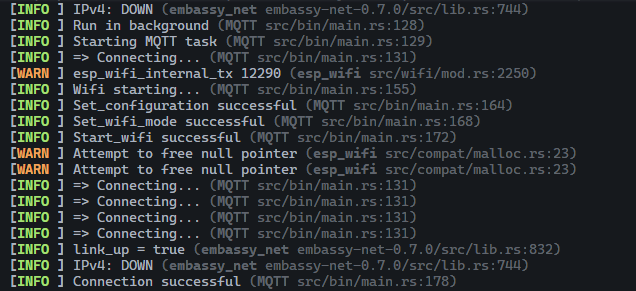 [INFO ] IPv4: DOWN (embassy_net embassy-net-0.7.0/src/lib.rs:744)
[INFO ] Run in background (MQTT src/bin/main.rs:128)
[INFO ] Starting MQTT task (MQTT src/bin/main.rs:129)
[INFO ] => Connecting... (MQTT src/bin/main.rs:131)
[WARN ] esp_wifi_internal_tx 12290 (esp_wifi src/wifi/mod.rs:2250)
[INFO ] Wifi starting... (MQTT src/bin/main.rs:155)
[INFO ] Set_configuration successful (MQTT src/bin/main.rs:164)
[INFO ] Set_wifi_mode successful (MQTT src/bin/main.rs:168)
[INFO ] Start_wifi successful (MQTT src/bin/main.rs:172)
[WARN ] Attempt to free null pointer (esp_wifi src/compat/malloc.rs:23)
[WARN ] Attempt to free null pointer (esp_wifi src/compat/malloc.rs:23)
[INFO ] => Connecting... (MQTT src/bin/main.rs:131)
[INFO ] => Connecting... (MQTT src/bin/main.rs:131)
[INFO ] => Connecting... (MQTT src/bin/main.rs:131)
[INFO ] => Connecting... (MQTT src/bin/main.rs:131)
[INFO ] link_up = true (embassy_net embassy-net-0.7.0/src/lib.rs:832)
[INFO ] IPv4: DOWN (embassy_net embassy-net-0.7.0/src/lib.rs:744)
[INFO ] Connection successful (MQTT src/bin/main.rs:178)